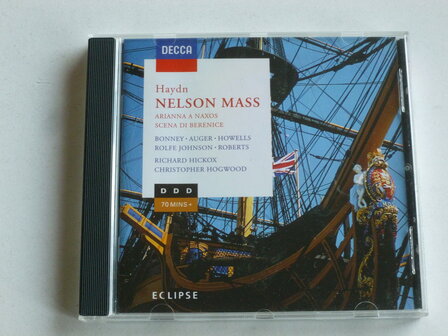 DECCA
Haydn
NELSON MASS
ARIANNA A NAXOS
SCENA DI BERENICE
BONNEY · AUGER · HOWELLS
ROLFE JOHNSON · ROBERTS
RICHARD HICKOX
CHRISTOPHER HOGWOOD
D D D
70 MINS +
ECLIPSE